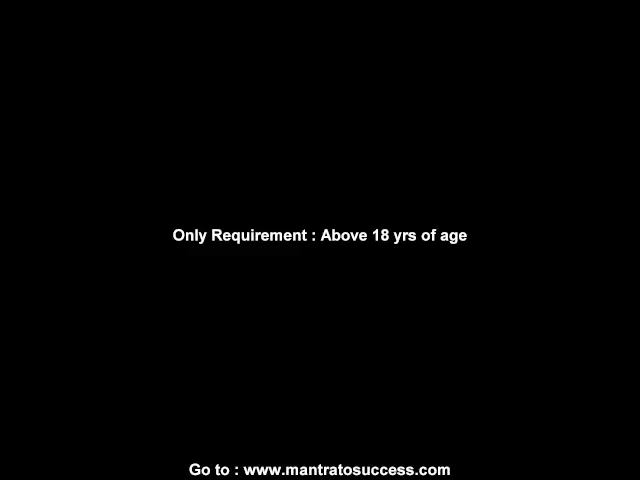 Only Requirement : Above 18 yrs of age
Go to : www.mantratosuccess.com